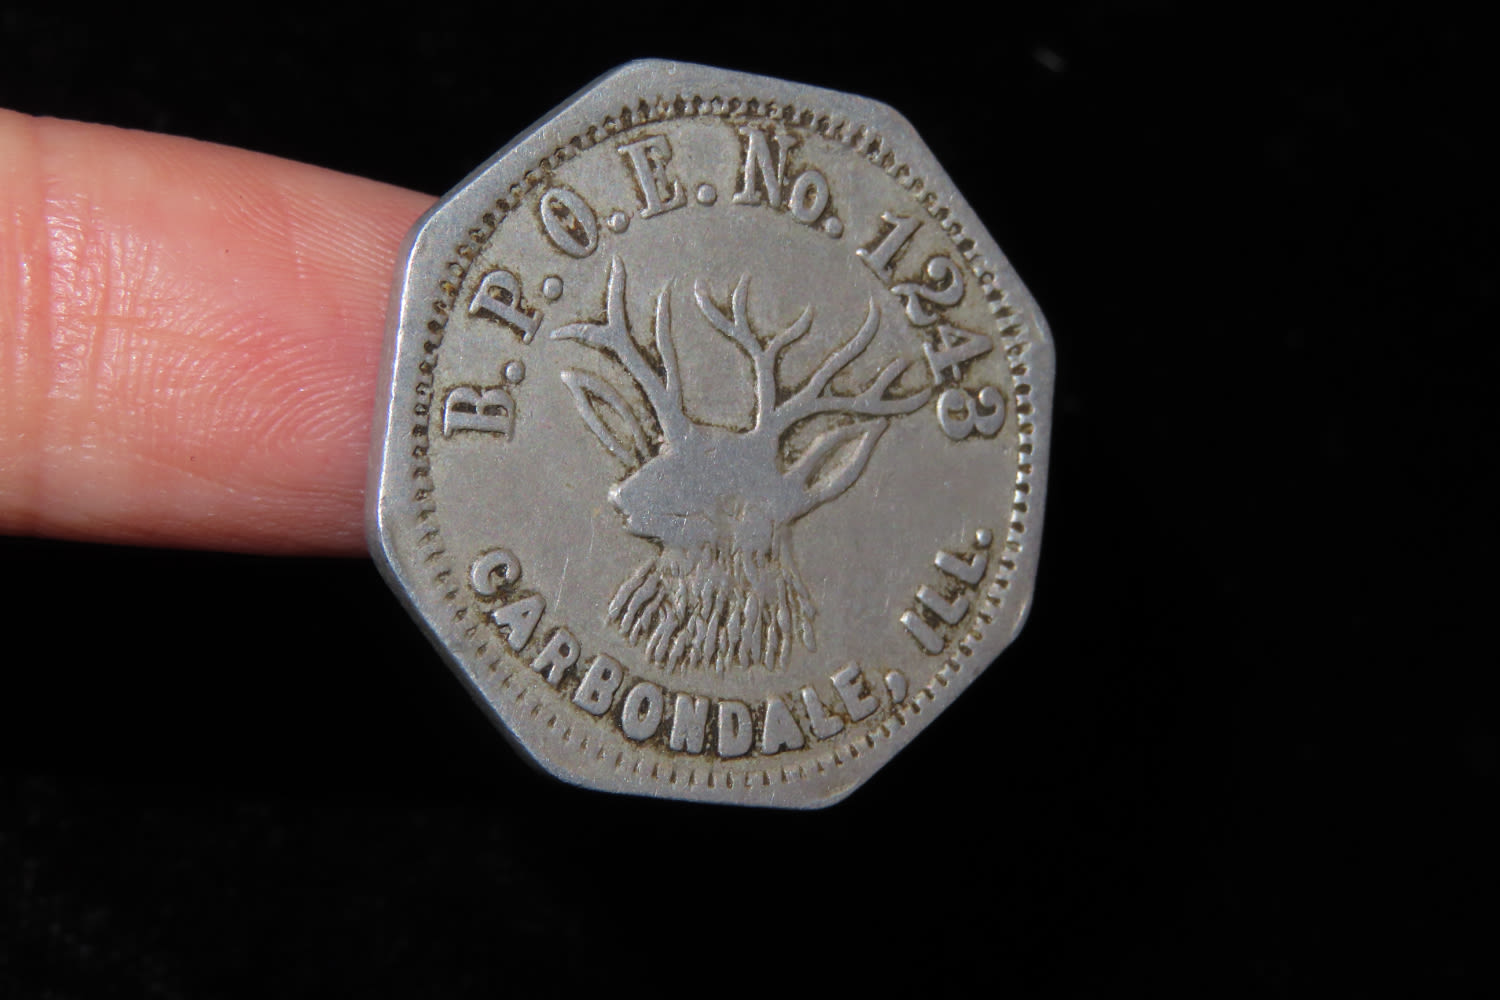 B.P.O.E. No. 1243
CARBONDALE, ILL.